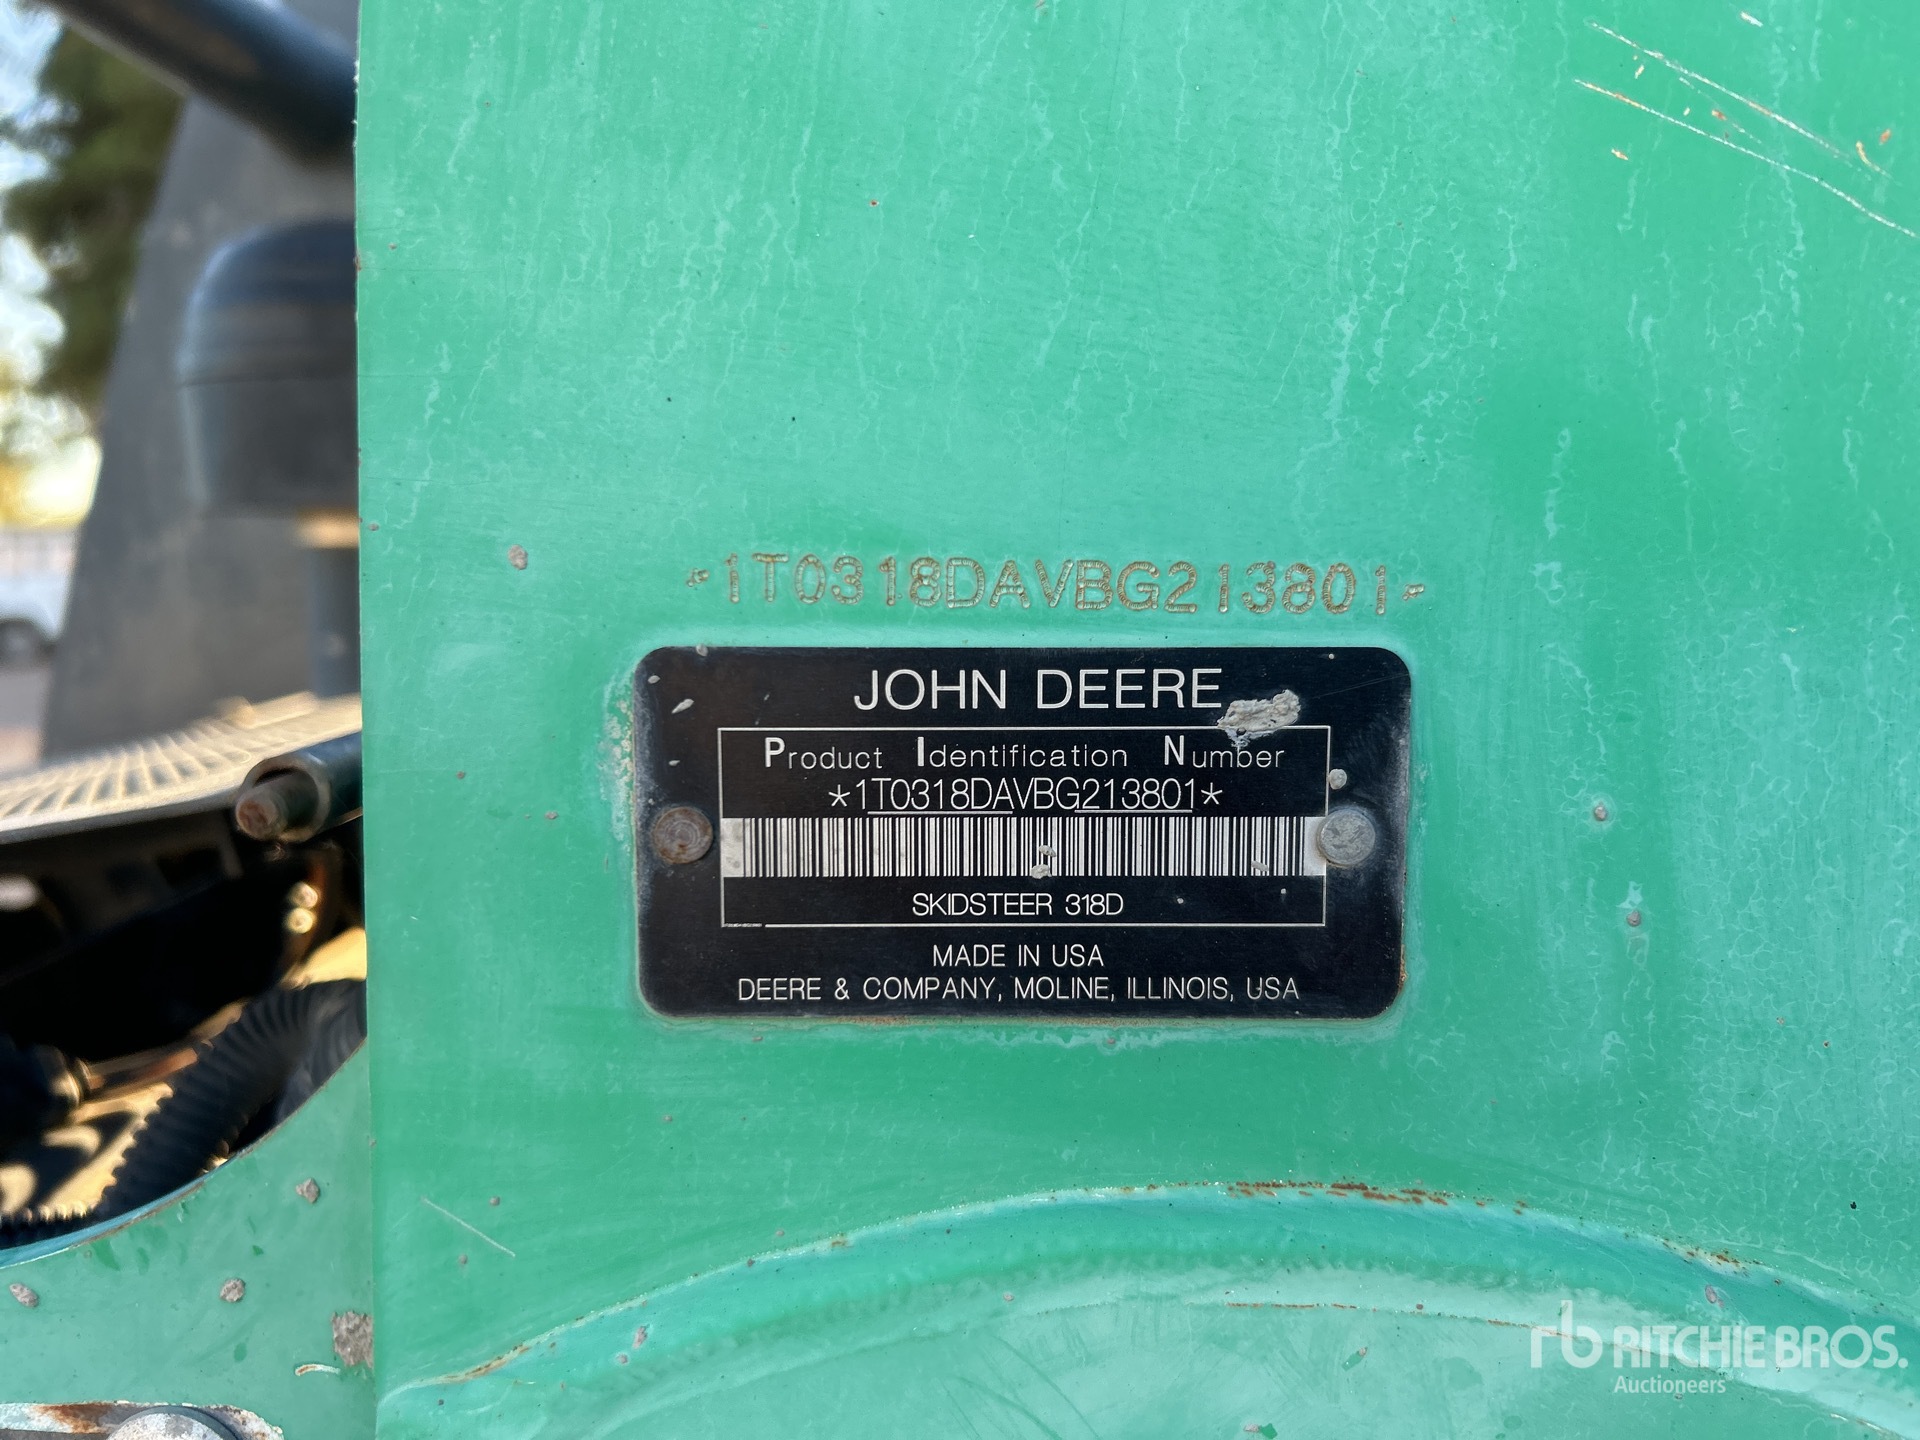 *1T0318DAVBG213801*
JOHN DEERE
Product Identification Number
*1T0318DAVBG213801*
SKIDSTEER 318D
MADE IN USA
DEERE & COMPANY, MOLINE, ILLINOIS, USA
rb RITCHIE BROS.
Auctioneers